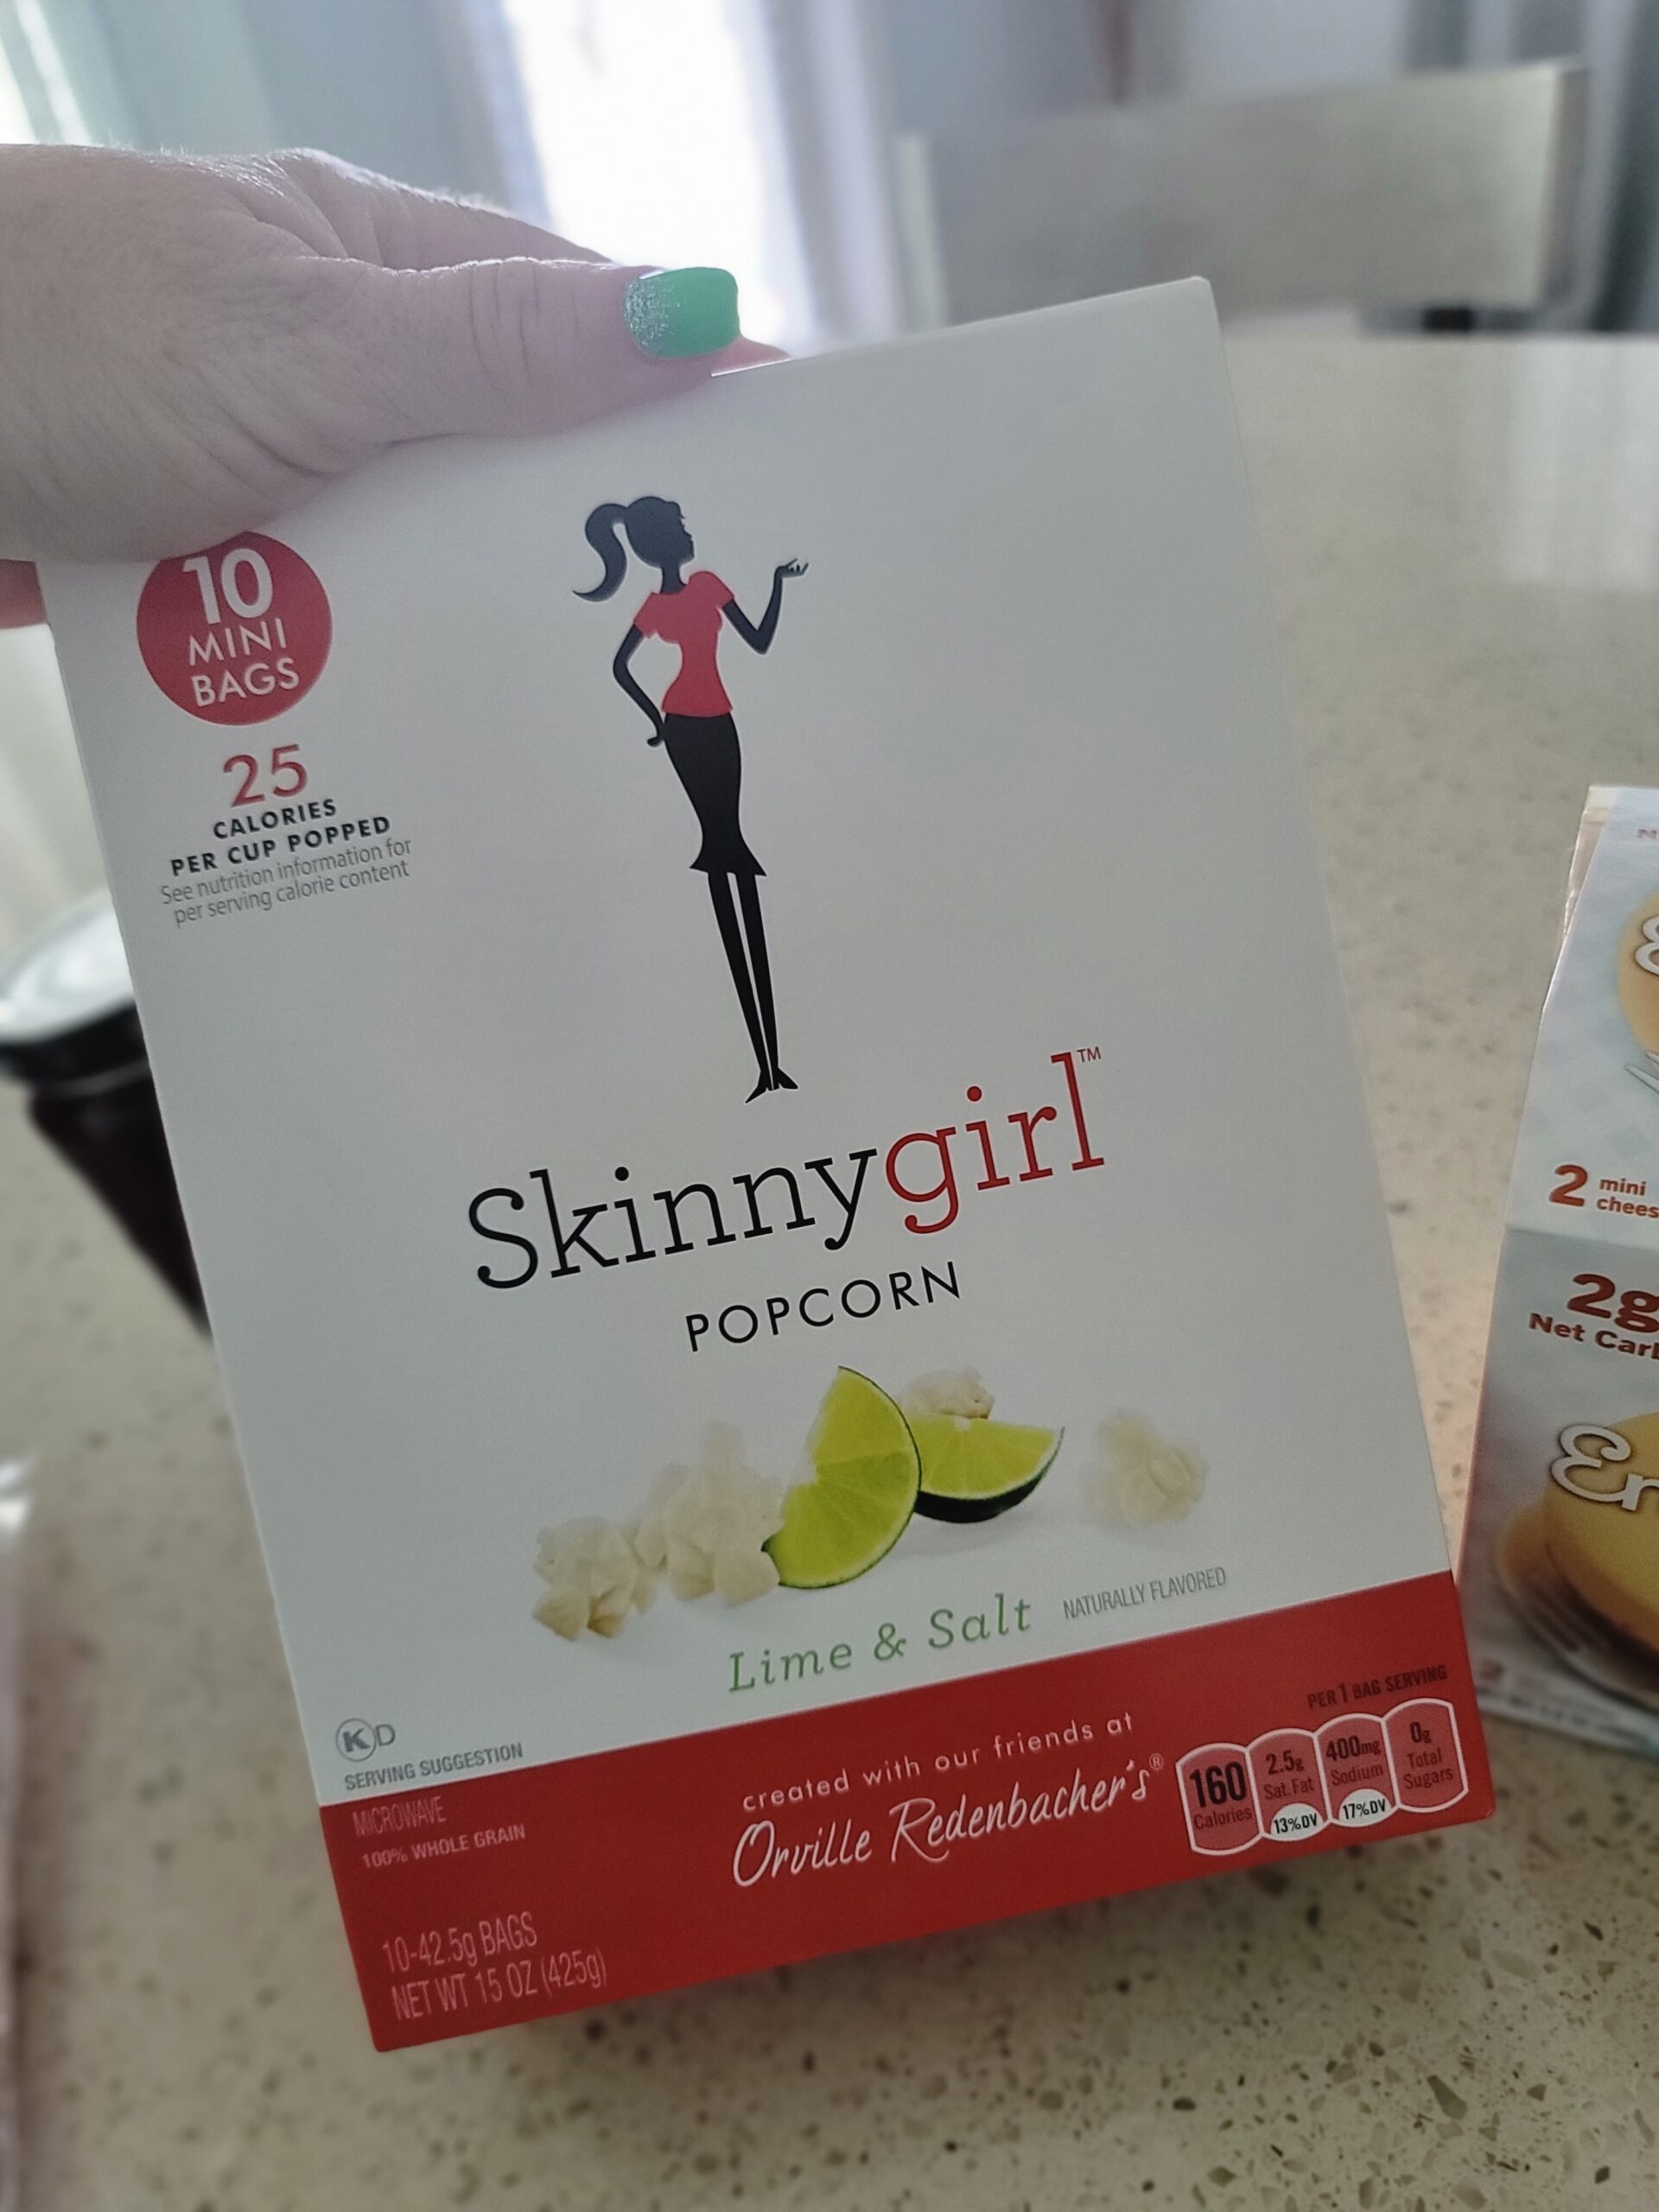 10
MINI
BAGS
25
CALORIES
PER CUP POPPED
See nutrition information for
per serving calorie content
Skinnygirl™
POPCORN
Lime & Salt
NATURALLY FLAVORED
KD
SERVING SUGGESTION
MICROWAVE
100% WHOLE GRAIN
10-42.5g BAGS
NET WT 15 OZ (425g)
created with our friends at
Orville Redenbacher's®
PER 1 BAG SERVING
160
Calories
2.5g
Sat. Fat
13%DV
400mg
Sodium
17%DV
0g
Total
Sugars
2 mini
chees
2g
Net Carb
En